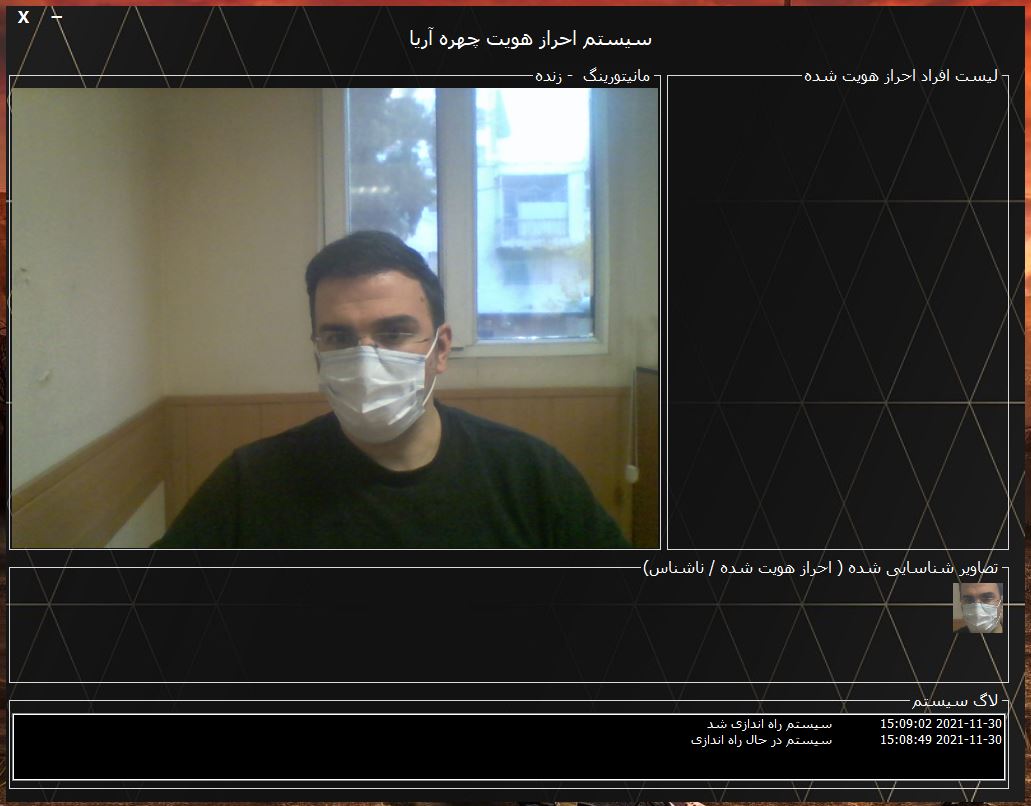 X –
سیستم احراز هویت چهره آریا
لیست افراد احراز هویت شده
مانیتورینگ - زنده
تصاویر شناسایی شده ( احراز هویت شده / ناشناس)
لاگ سیستم
2021-11-30 15:09:02 سیستم راه اندازی شد
2021-11-30 15:08:49 سیستم در حال راه اندازی